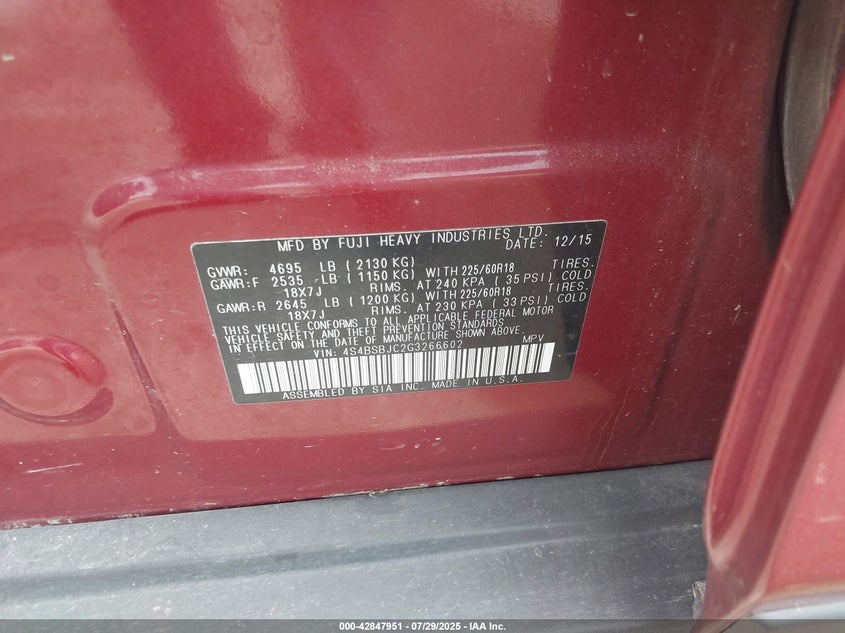 MFD BY FUJI HEAVY INDUSTRIES LTD.
DATE: 12/15
GVWR: 4695 LB (2130 KG)
GAWR:F 2535 LB (1150 KG) WITH 225/60R18 TIRES.
18X7J RIMS. AT 240 KPA (35 PSI) COLD
GAWR:R 2645 LB (1200 KG) WITH 225/60R18 TIRES.
18X7J RIMS. AT 230 KPA (33 PSI) COLD
THIS VEHICLE CONFORMS TO ALL APPLICABLE FEDERAL MOTOR
VEHICLE SAFETY AND THEFT PREVENTION STANDARDS
IN EFFECT ON THE DATE OF MANUFACTURE SHOWN ABOVE.
VIN: 4S4BSBJC2G3266602 MPV
ASSEMBLED BY SIA INC. MADE IN U.S.A.
000-42847951 | 07/29/2025 | IAA Inc.